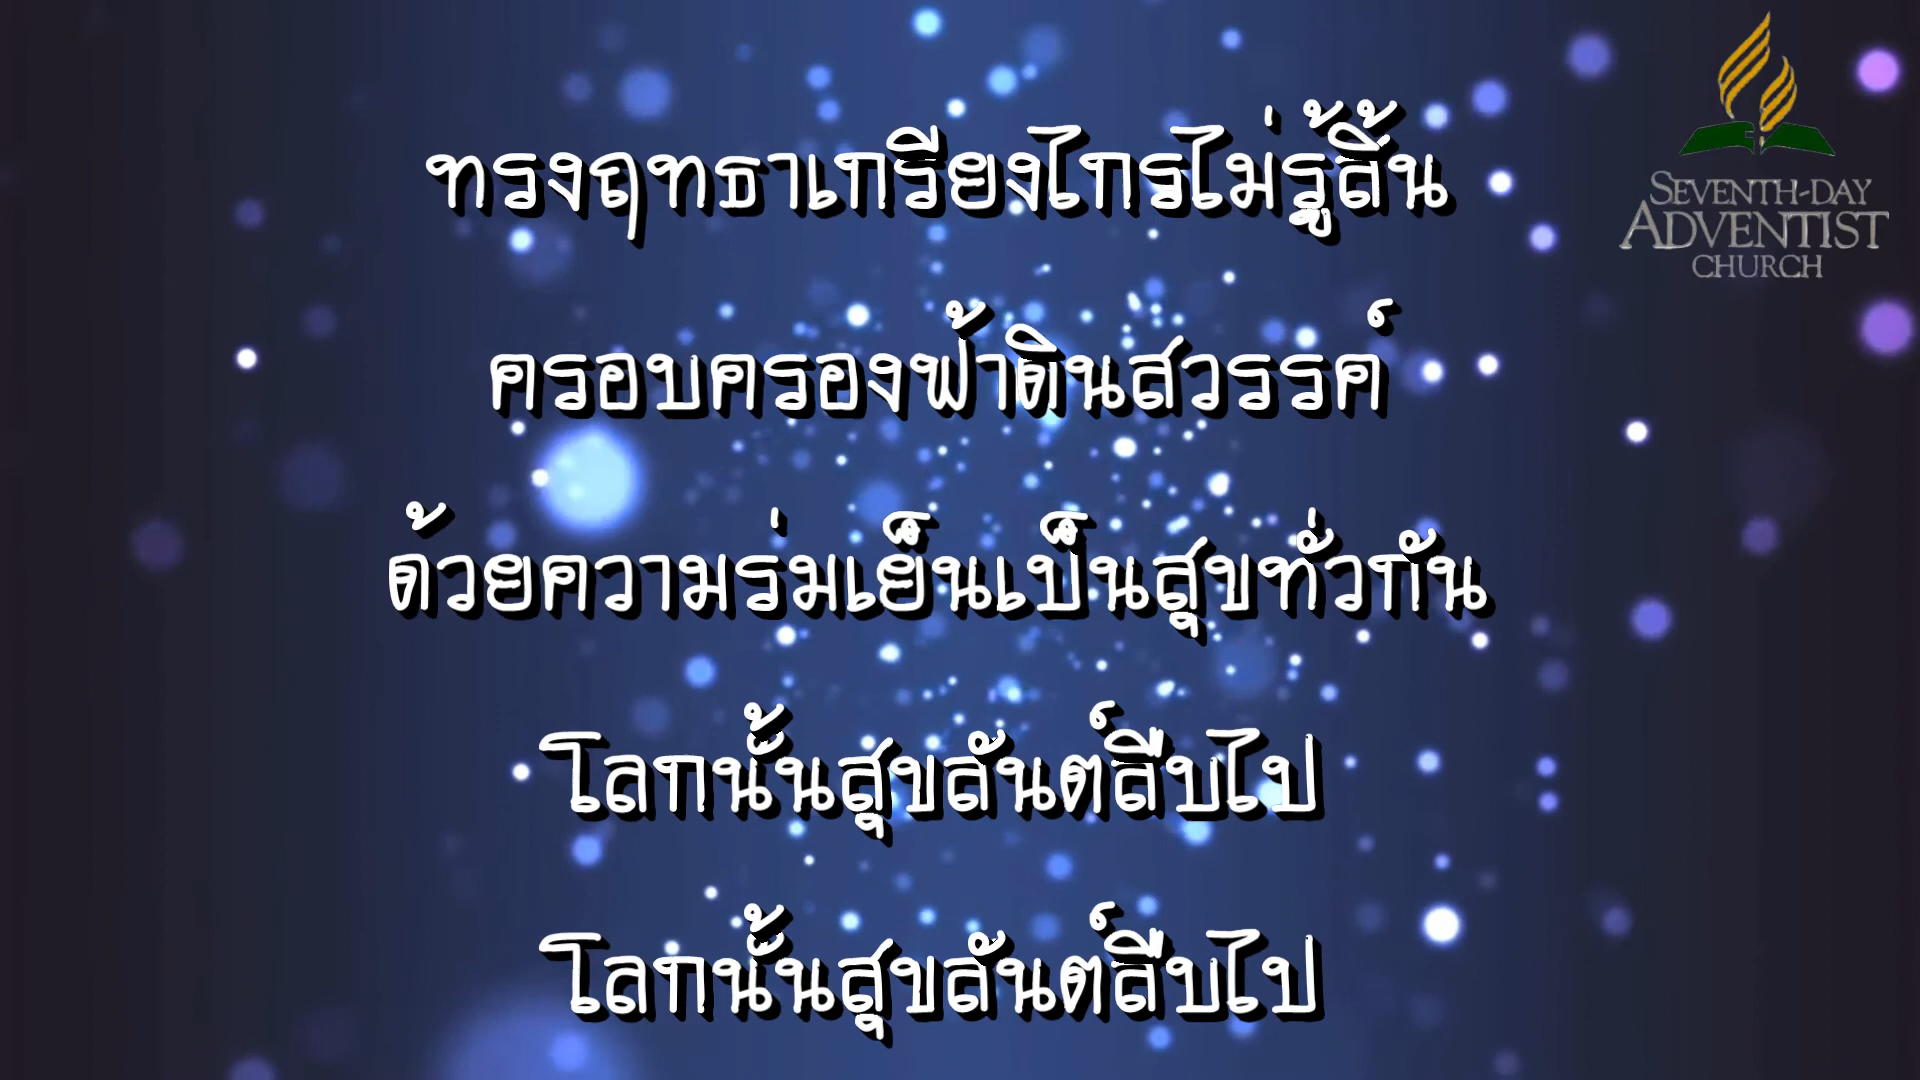 ทรงฤทธาเกรียงไกรไม่รู้สิ้น
ครอบครองฟ้าดินสวรรค์
ด้วยความร่มเย็นเป็นสุขทั่วกัน
โลกนั้นสุขสันต์สืบไป
โลกนั้นสุขสันต์สืบไป
SEVENTH-DAY
ADVENTIST
CHURCH